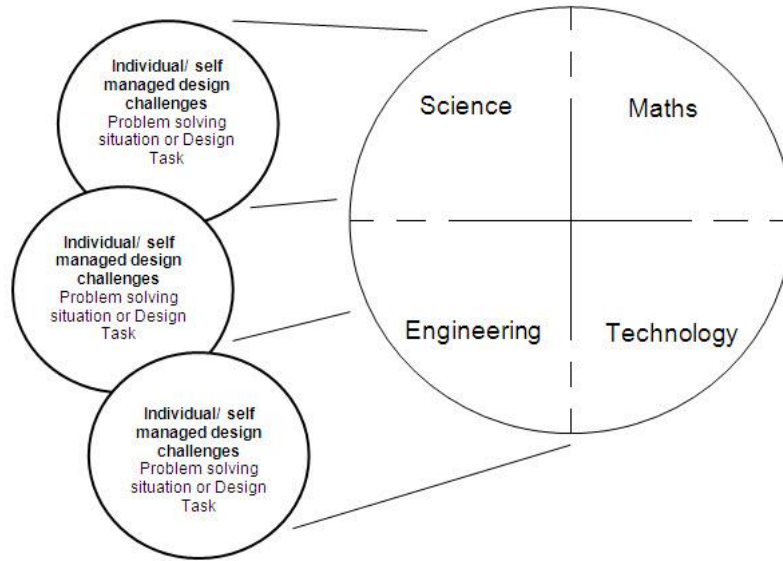 Individual/ self
managed design
challenges
Problem solving
situation or Design
Task
Individual/ self
managed design
challenges
Problem solving
situation or Design
Task
Individual/ self
managed design
challenges
Problem solving
situation or Design
Task
Science
Maths
Engineering
Technology